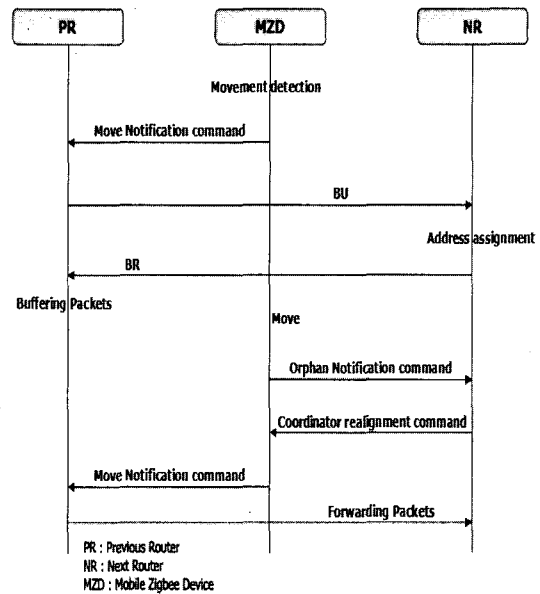 PR
MZD
NR
Movement detection
Move Notification command
BU
Address assignment
BR
Buffering Packets
Move
Orphan Notification command
Coordinator realignment command
Move Notification command
Forwarding Packets
PR : Previous Router
NR : Next Router
MZD : Mobile Zigbee Device